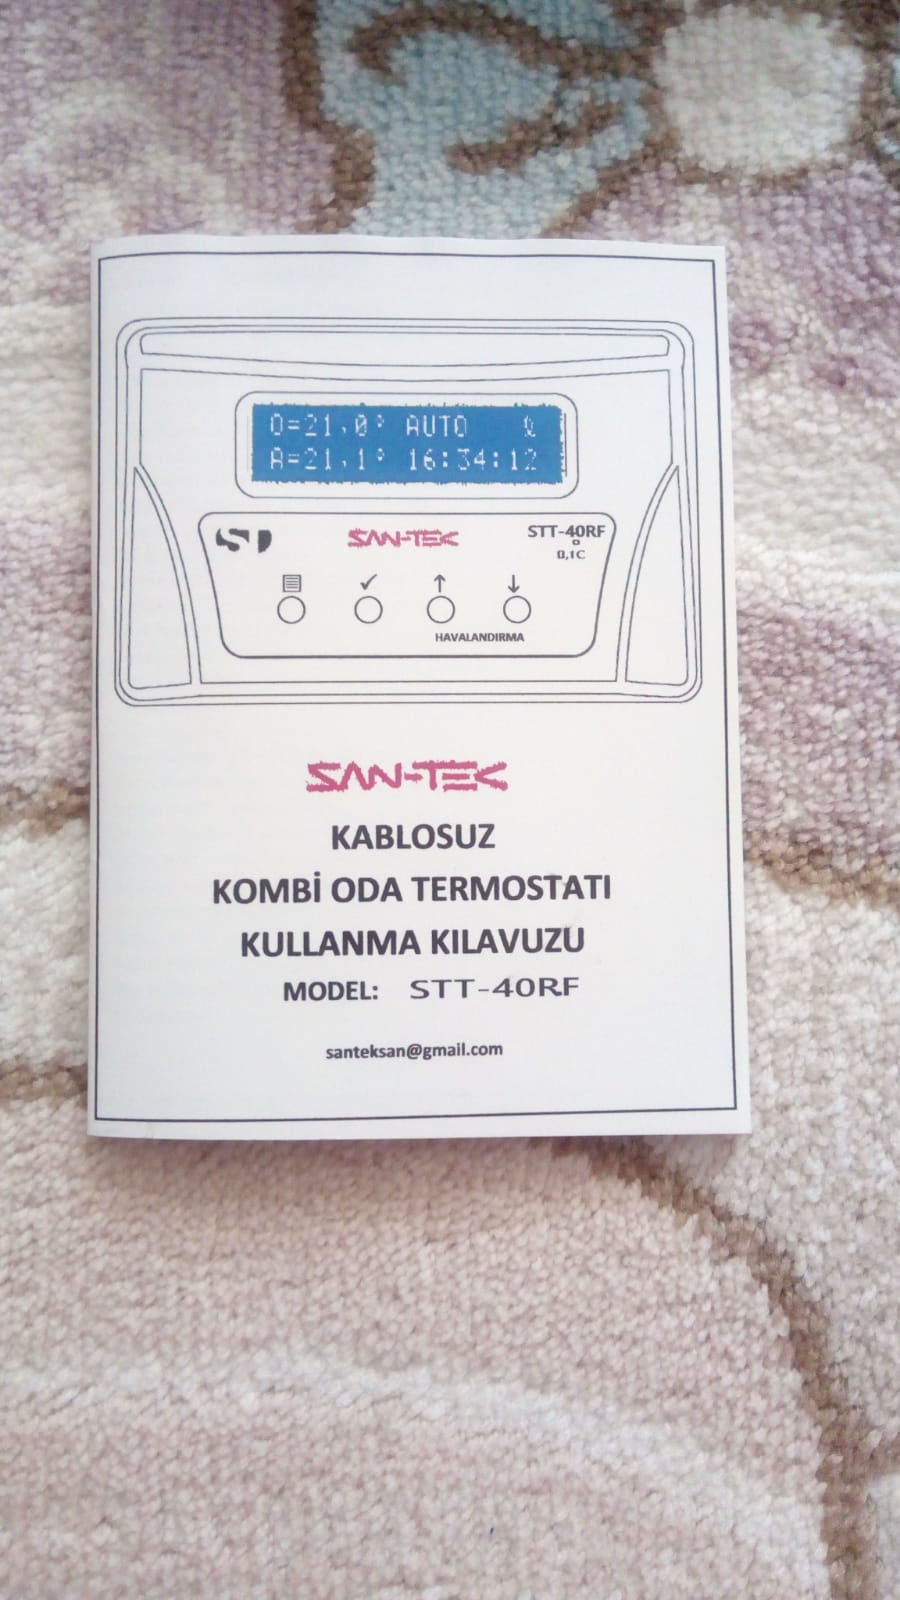 O=21,0° AUTO
A=21,1° 16:34:12
ST SAN-TEK STT-40RF
0,1C
HAVALANDIRMA
SAN-TEK
KABLOSUZ
KOMBİ ODA TERMOSTATI
KULLANMA KILAVUZU
MODEL: STT-40RF
santeksan@gmail.com